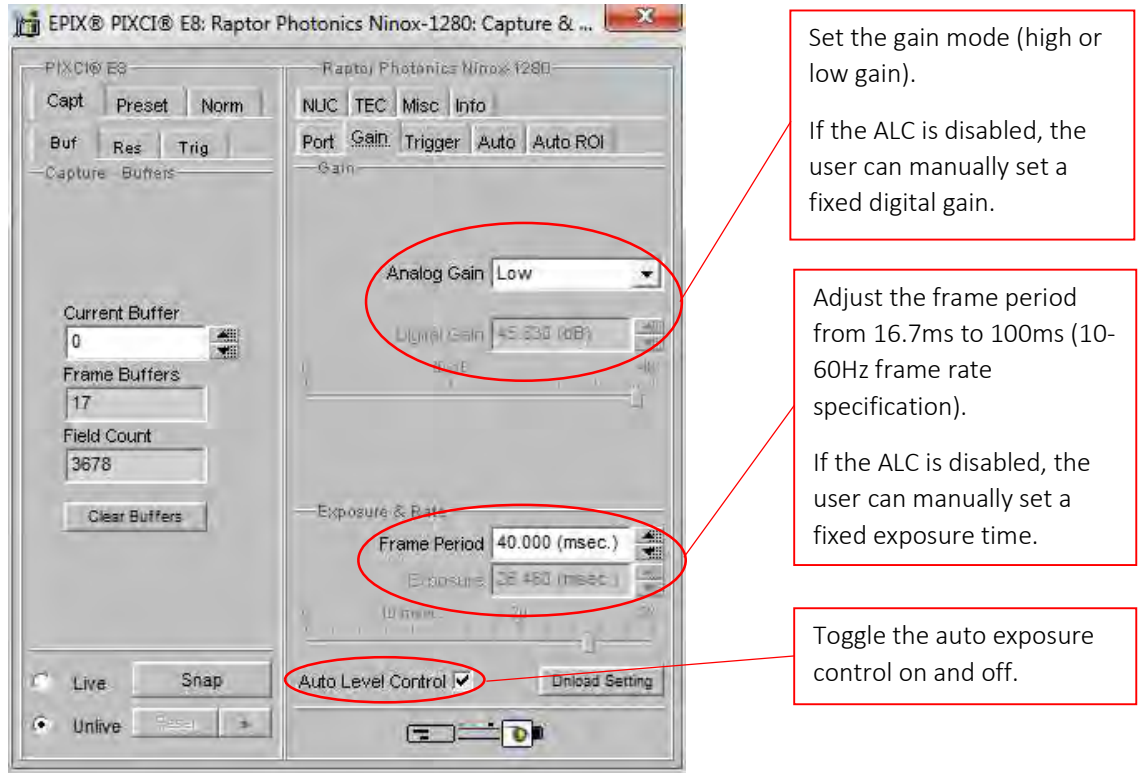 EPIX® PIXCI® E8: Raptor Photonics Ninox-1280: Capture & ...
PIXCI® E8
Capt Preset Norm
Buf Res Trig
Capture Buffers
Current Buffer
0
Frame Buffers
17
Field Count
3678
Clear Buffers
Live Snap
Unlive Reset »
Raptor Photonics Ninox-1280
NUC TEC Misc Info
Port Gain Trigger Auto Auto ROI
Gain
Analog Gain Low
Digital Gain (dB)
Exposure & Rate
Frame Period 40.000 (msec.)
Exposure (msec.)
Auto Level Control
Dnload Setting
Set the gain mode (high or
low gain).
If the ALC is disabled, the
user can manually set a
fixed digital gain.
Adjust the frame period
from 16.7ms to 100ms (10-
60Hz frame rate
specification).
If the ALC is disabled, the
user can manually set a
fixed exposure time.
Toggle the auto exposure
control on and off.